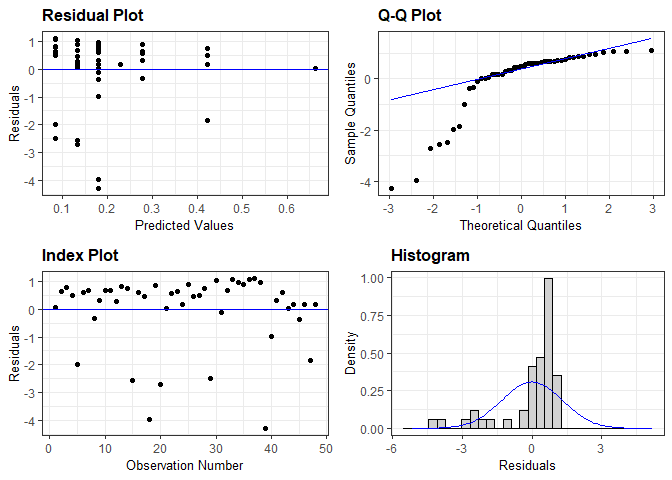 Residual Plot
Residuals
1
0
-1
-2
-3
-4
0.1 0.2 0.3 0.4 0.5 0.6
Predicted Values
Q-Q Plot
Sample Quantiles
0
-2
-4
-3 -2 -1 0 1 2 3
Theoretical Quantiles
Index Plot
Residuals
1
0
-1
-2
-3
-4
0 10 20 30 40 50
Observation Number
Histogram
Density
1.00
0.75
0.50
0.25
0.00
-6 -3 0 3
Residuals